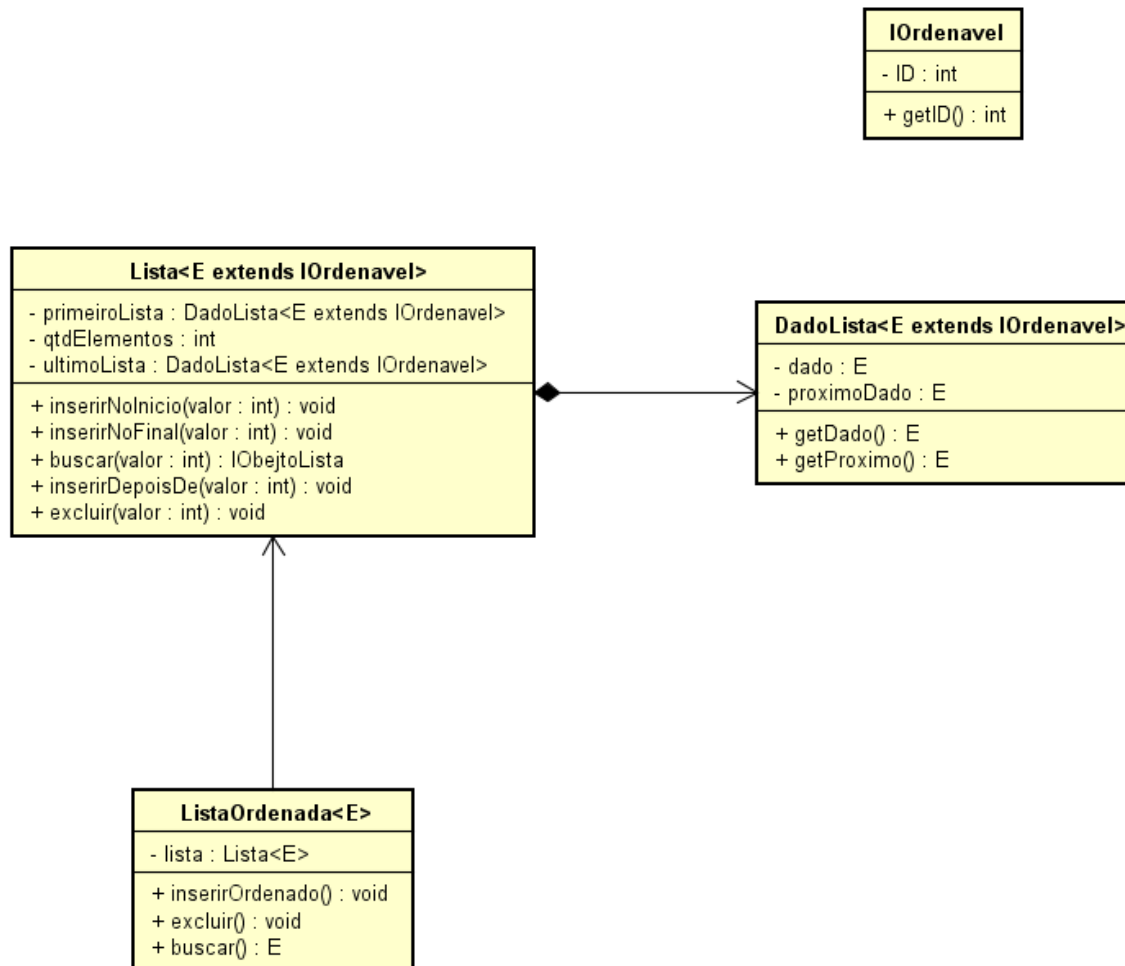 IOrdenavel
- ID : int
+ getID() : int
Lista<E extends IOrdenavel>
- primeiroLista : DadoLista<E extends IOrdenavel>
- qtdElementos : int
- ultimoLista : DadoLista<E extends IOrdenavel>
+ inserirNoInicio(valor : int) : void
+ inserirNoFinal(valor : int) : void
+ buscar(valor : int) : IObejtoLista
+ inserirDepoisDe(valor : int) : void
+ excluir(valor : int) : void
DadoLista<E extends IOrdenavel>
- dado : E
- proximoDado : E
+ getDado() : E
+ getProximo() : E
ListaOrdenada<E>
- lista : Lista<E>
+ inserirOrdenado() : void
+ excluir() : void
+ buscar() : E